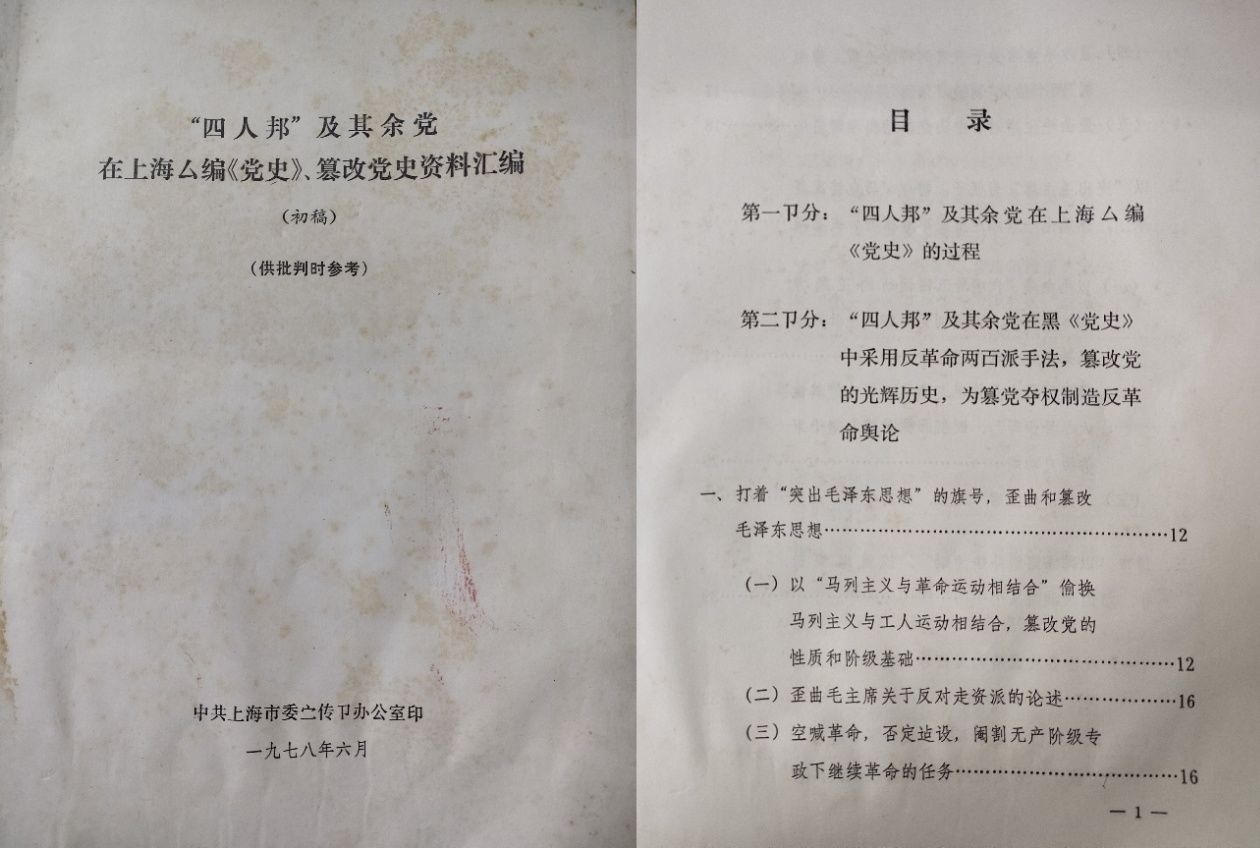 “四人邦”及其余党
在上海厶编《党史》、篡改党史资料汇编
（初稿）
（供批判时参考）
中共上海市委⿱宀一传卩办公室印
一九七八年六月
目 录
第一卩分：“四人邦”及其余党在上海厶编
《党史》的过程
第二卩分：“四人邦”及其余党在黑《党史》
中采用反革命两百派手法，篡改党
的光辉历史，为篡党夺权制造反革
命舆论
一、打着“突出毛泽东思想”的旗号，歪曲和篡改
毛泽东思想……………………………………………12
（一）以“马列主义与革命运动相结合”偷换
马列主义与工人运动相结合，篡改党的
性质和阶级基础…………………………………12
（二）歪曲毛主席关于反对走资派的论述……………16
（三）空喊革命，否定迠设，阉割无产阶级专
政下继续革命的任务……………………………16
— 1 —